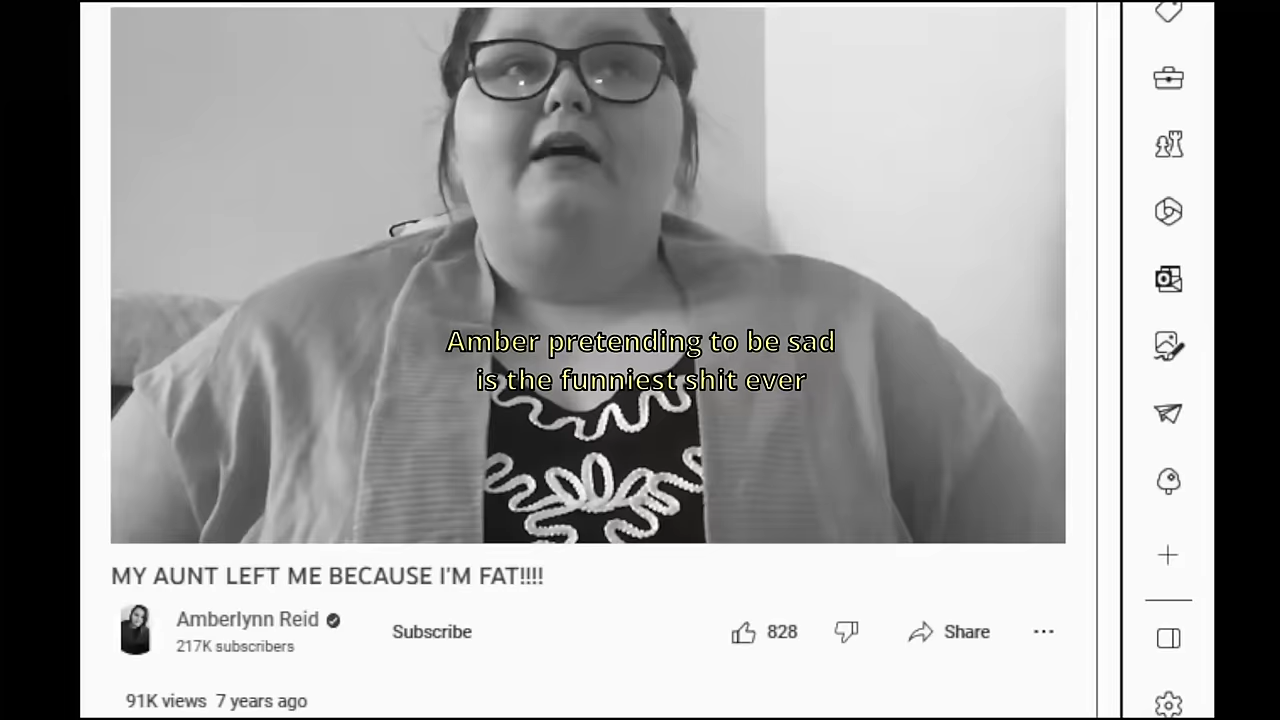 Amber pretending to be sad
is the funniest shit ever
MY AUNT LEFT ME BECAUSE I'M FAT!!!!
Amberlynn Reid
217K subscribers
Subscribe
828
Share
91K views 7 years ago